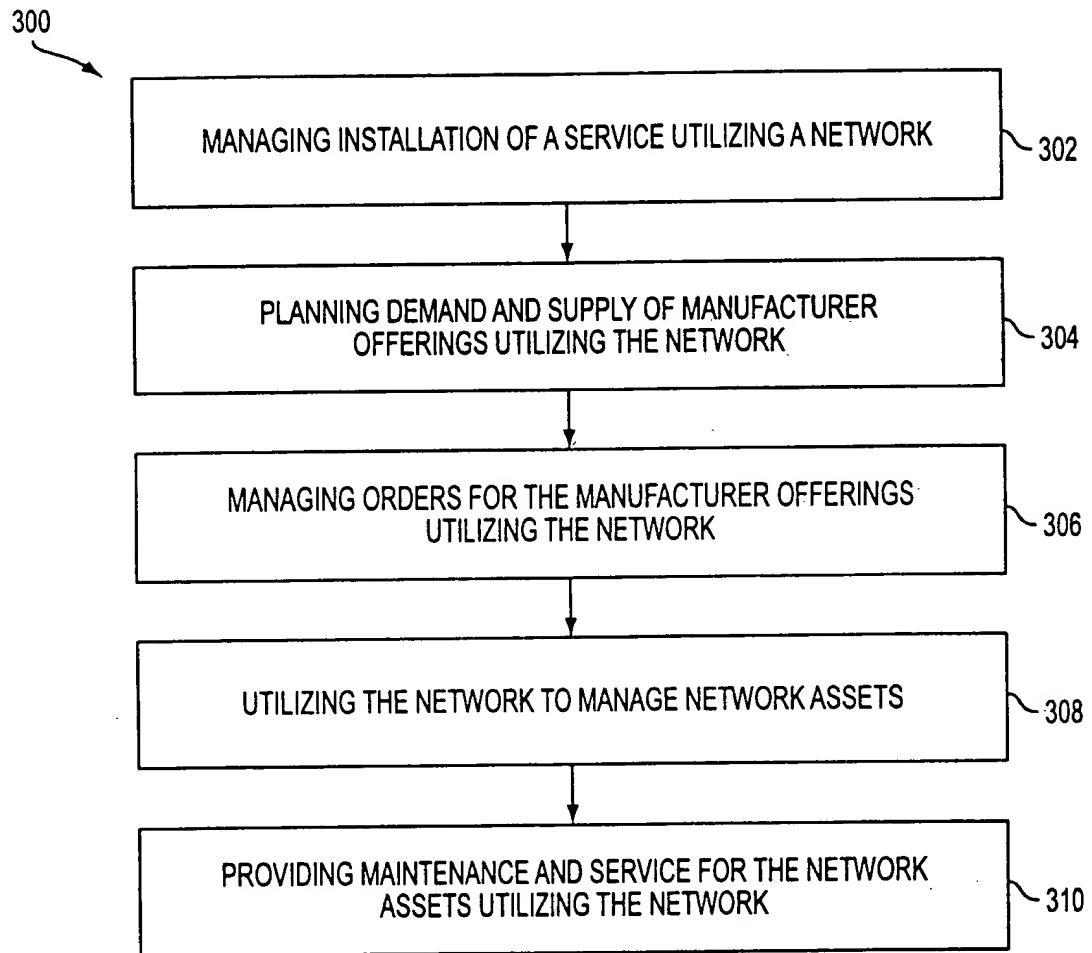 300
MANAGING INSTALLATION OF A SERVICE UTILIZING A NETWORK
302
PLANNING DEMAND AND SUPPLY OF MANUFACTURER
OFFERINGS UTILIZING THE NETWORK
304
MANAGING ORDERS FOR THE MANUFACTURER OFFERINGS
UTILIZING THE NETWORK
306
UTILIZING THE NETWORK TO MANAGE NETWORK ASSETS
308
PROVIDING MAINTENANCE AND SERVICE FOR THE NETWORK
ASSETS UTILIZING THE NETWORK
310